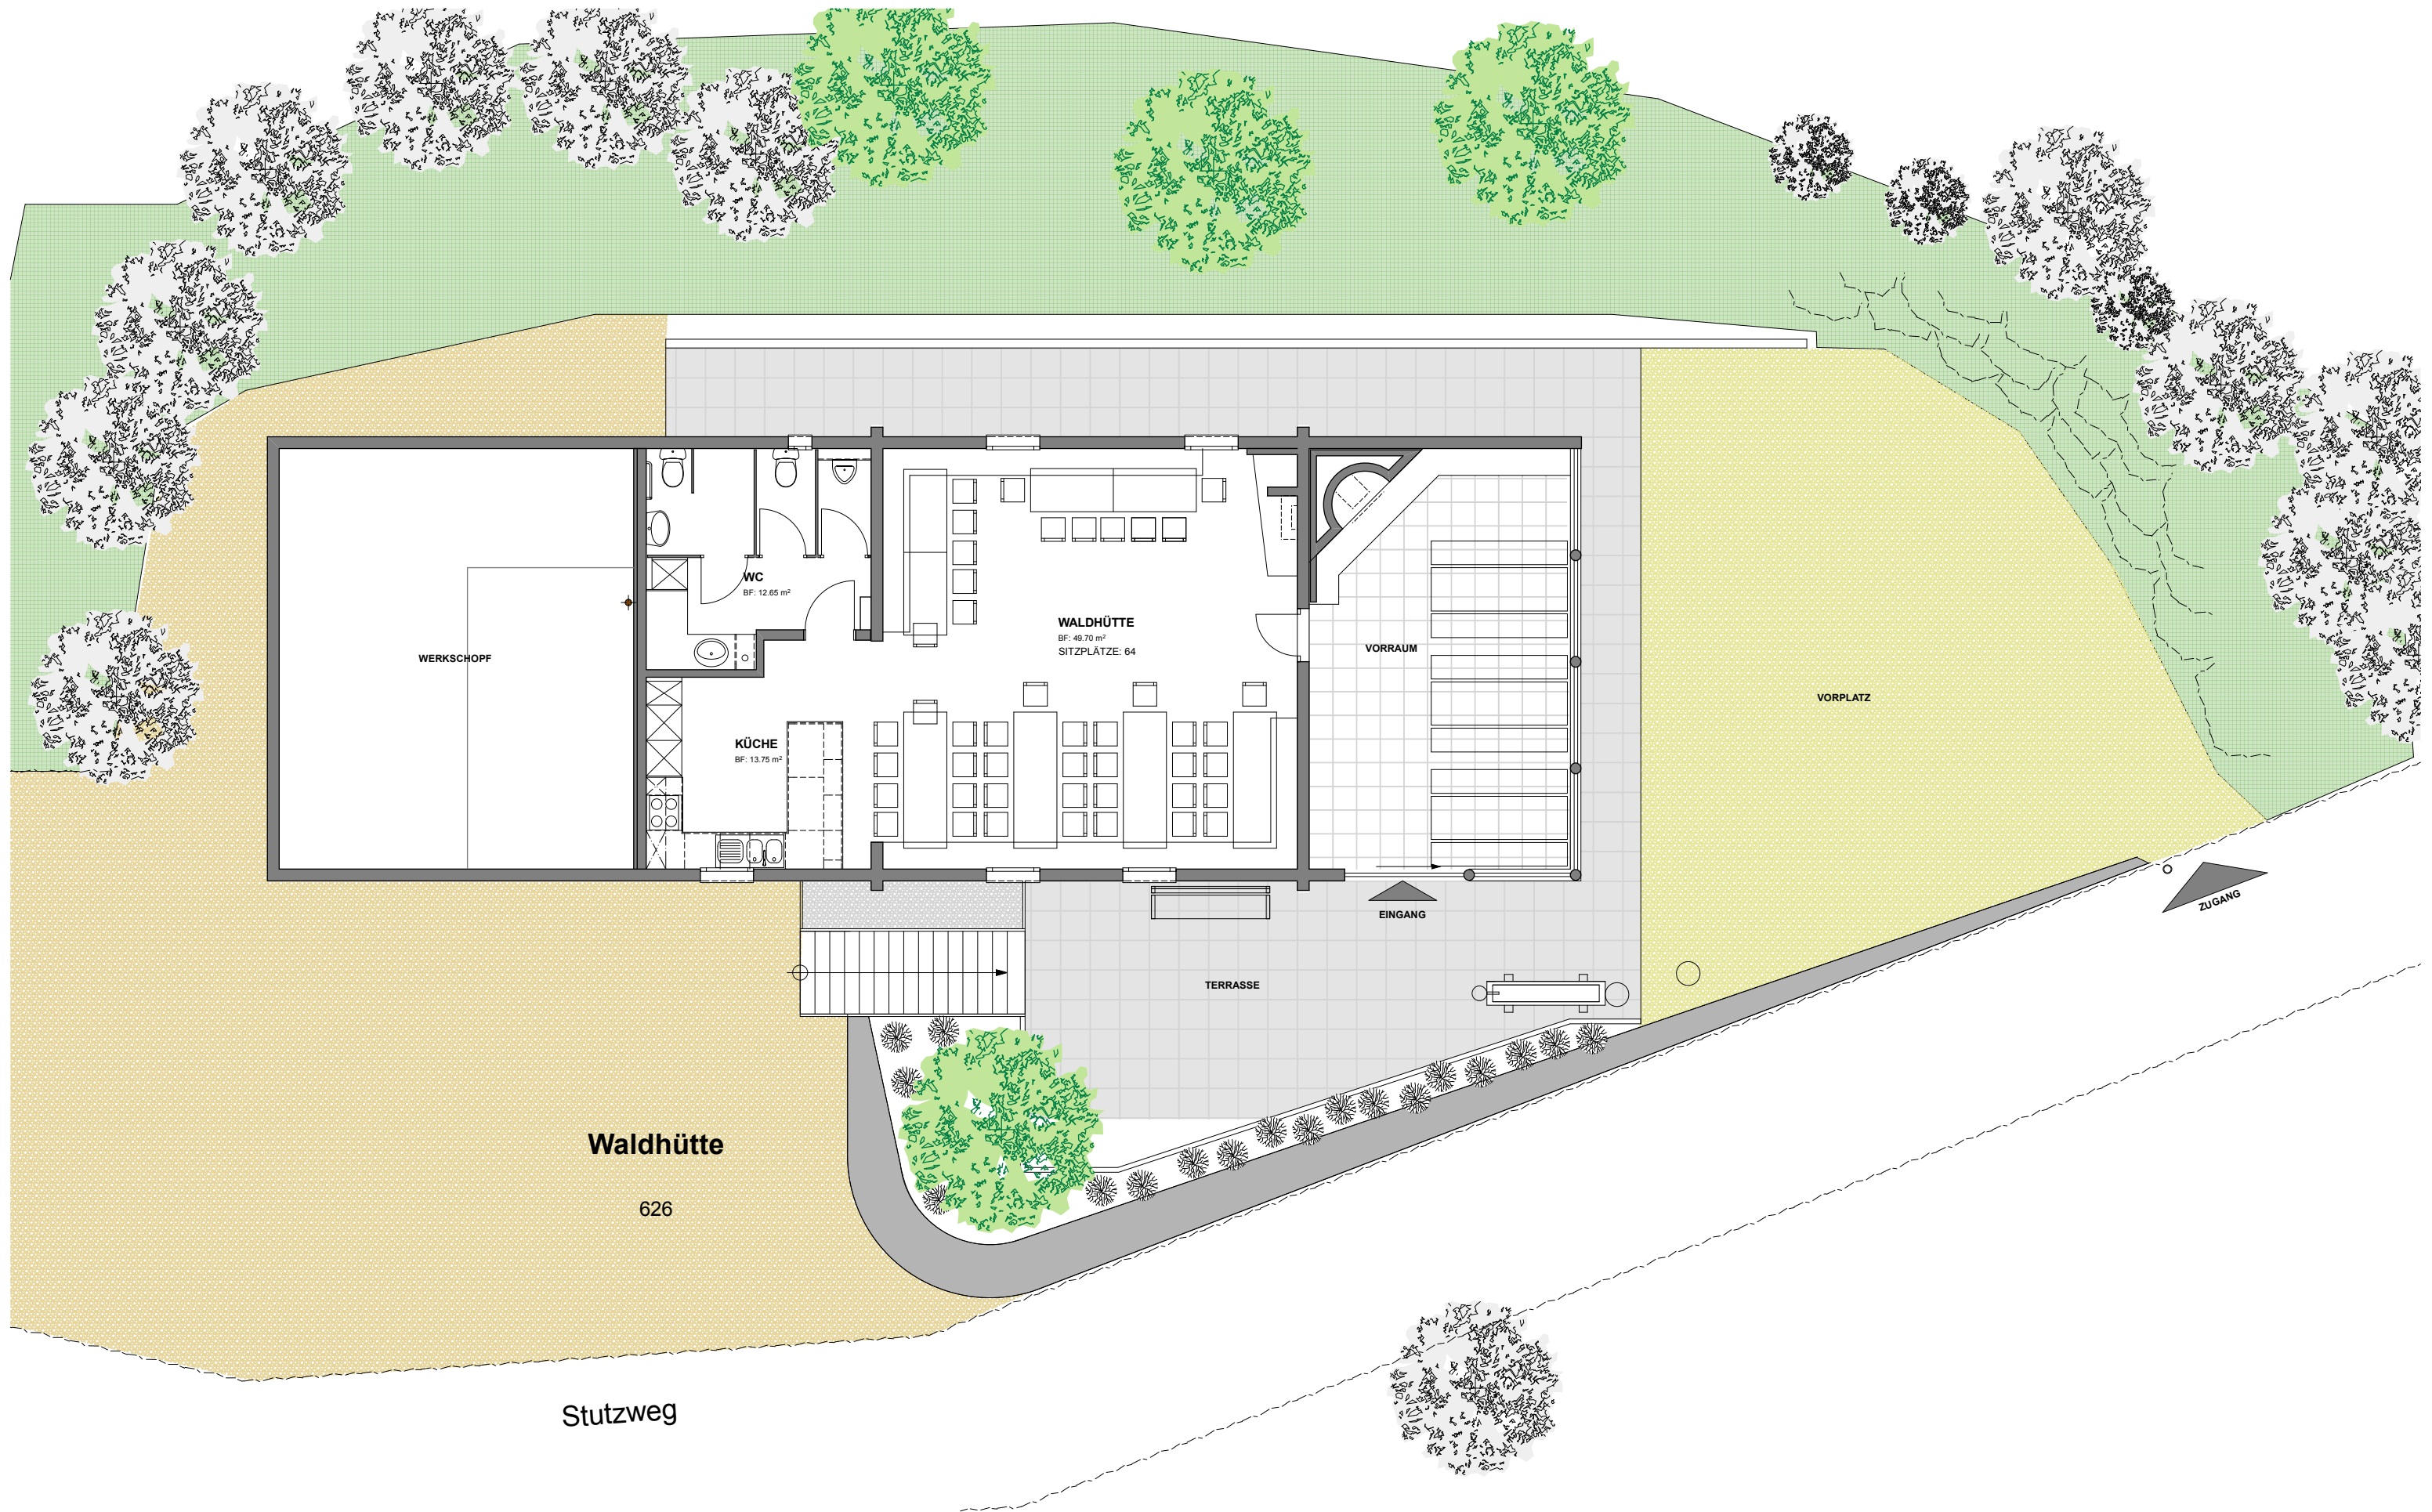 WC
BF: 12.65 m²
WALDHÜTTE
BF: 49.70 m²
SITZPLÄTZE: 64
VORRAUM
WERKSCHOPF
VORPLATZ
KÜCHE
BF: 13.75 m²
ZUGANG
EINGANG
TERRASSE
Waldhütte
626
Stutzweg